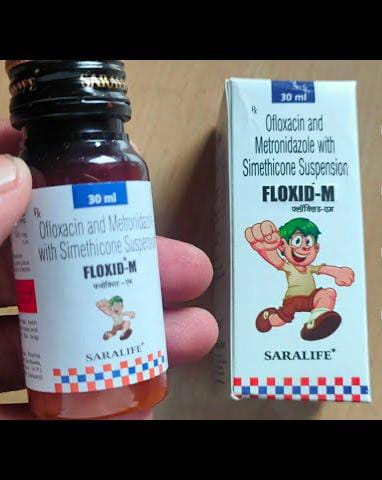 SARALIFE
30 ml
Rx
Ofloxacin and Metronidazole
with Simethicone Suspension
FLOXID-M
फ्लॉक्सिड-एम
SARALIFE
30 ml
Rx
Ofloxacin and
Metronidazole with
Simethicone Suspension
FLOXID-M
फ्लॉक्सिड-एम
SARALIFE